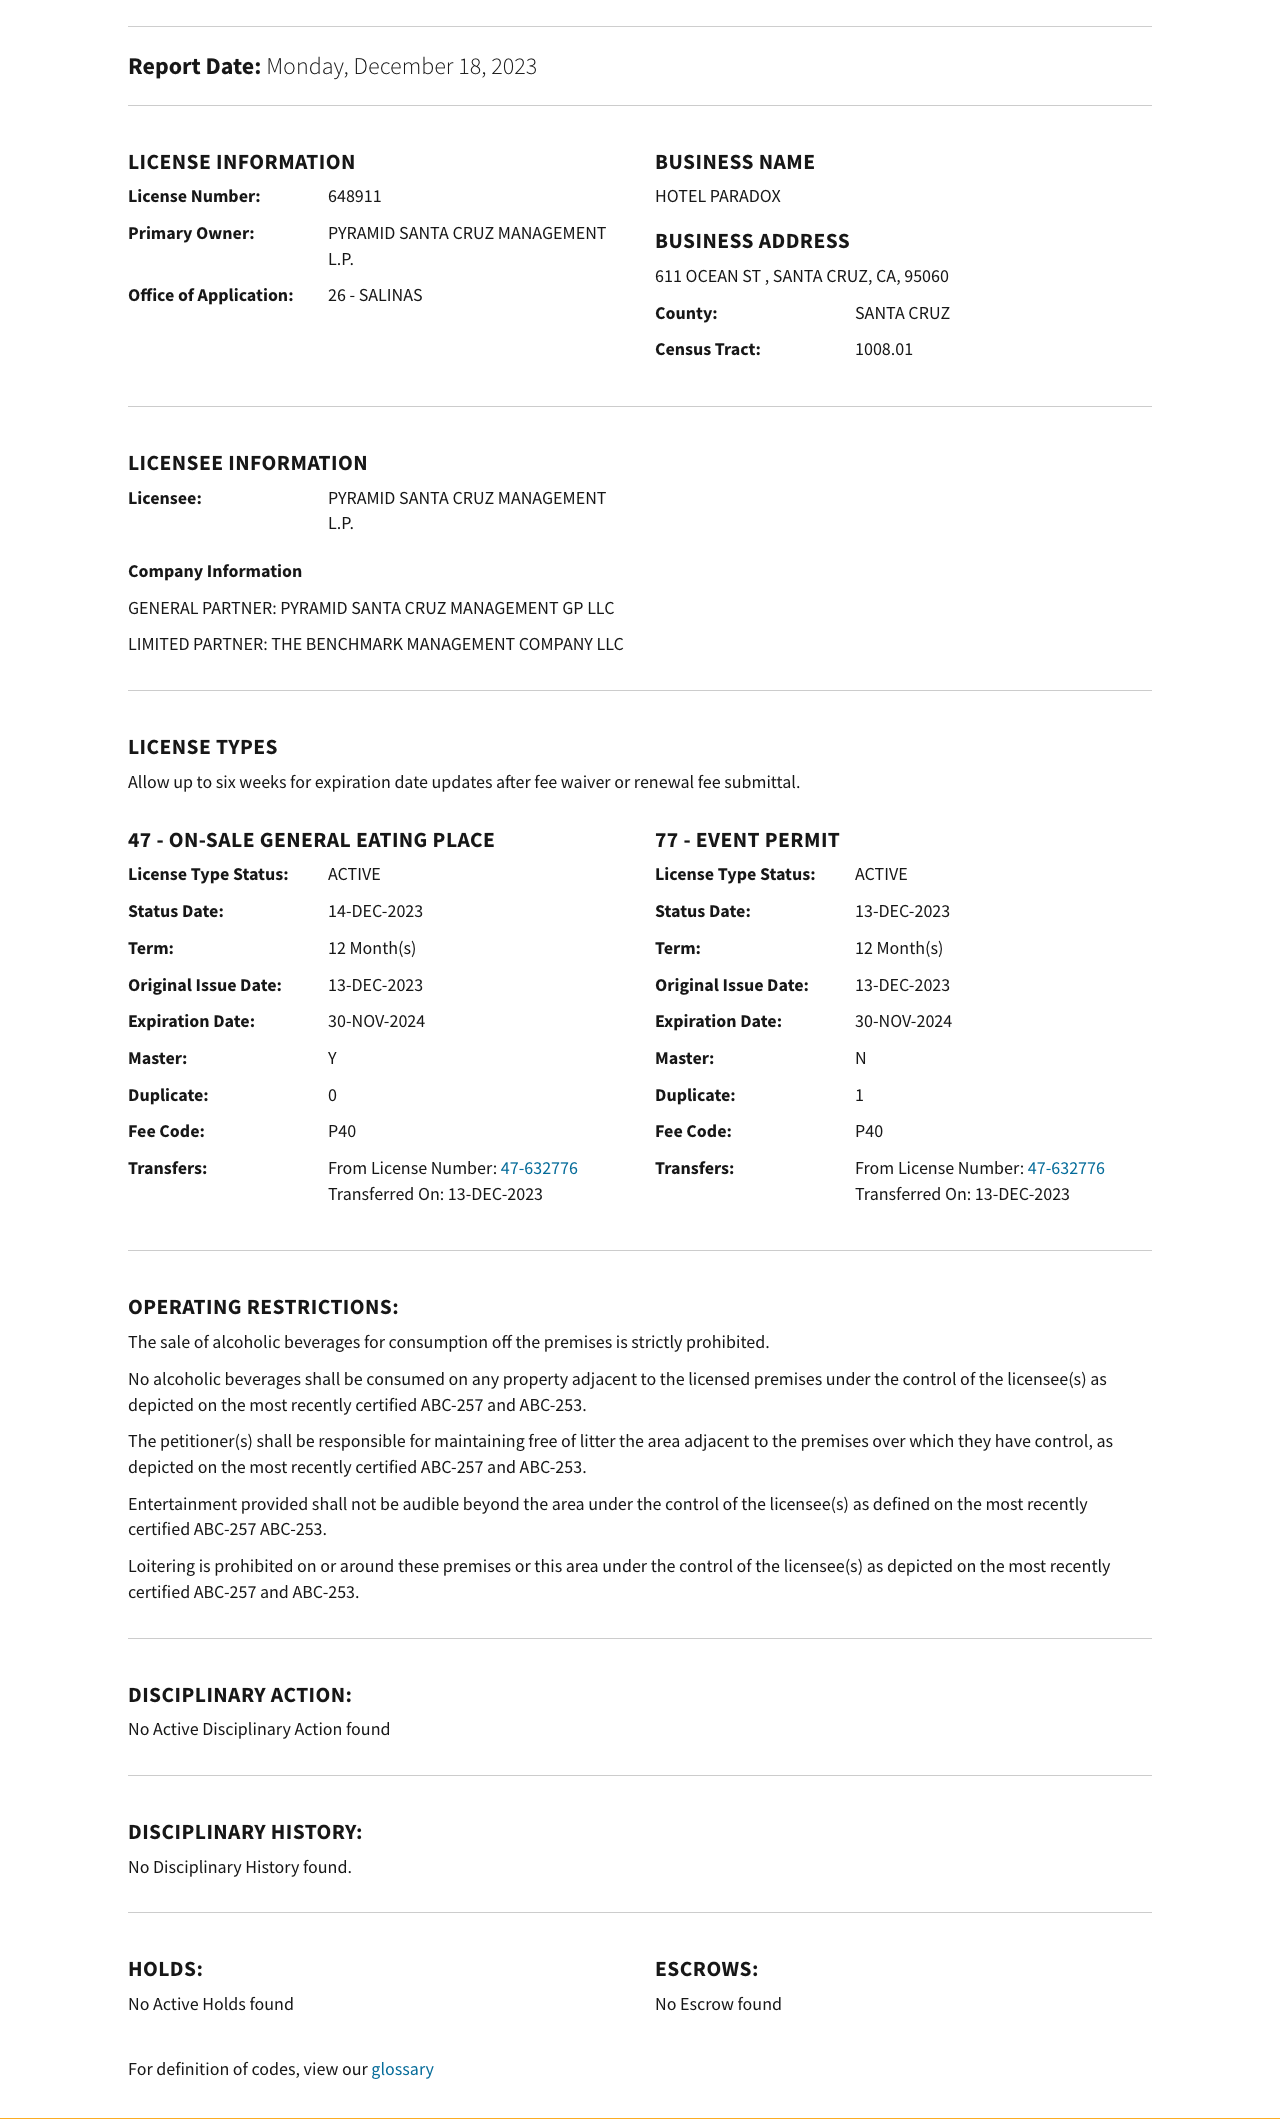 Report Date: Monday, December 18, 2023
LICENSE INFORMATION
License Number: 648911
Primary Owner: PYRAMID SANTA CRUZ MANAGEMENT
L.P.
Office of Application: 26 - SALINAS
BUSINESS NAME
HOTEL PARADOX
BUSINESS ADDRESS
611 OCEAN ST , SANTA CRUZ, CA, 95060
County: SANTA CRUZ
Census Tract: 1008.01
LICENSEE INFORMATION
Licensee: PYRAMID SANTA CRUZ MANAGEMENT
L.P.
Company Information
GENERAL PARTNER: PYRAMID SANTA CRUZ MANAGEMENT GP LLC
LIMITED PARTNER: THE BENCHMARK MANAGEMENT COMPANY LLC
LICENSE TYPES
Allow up to six weeks for expiration date updates after fee waiver or renewal fee submittal.
47 - ON-SALE GENERAL EATING PLACE
License Type Status: ACTIVE
Status Date: 14-DEC-2023
Term: 12 Month(s)
Original Issue Date: 13-DEC-2023
Expiration Date: 30-NOV-2024
Master: Y
Duplicate: 0
Fee Code: P40
Transfers: From License Number: 47-632776
Transferred On: 13-DEC-2023
77 - EVENT PERMIT
License Type Status: ACTIVE
Status Date: 13-DEC-2023
Term: 12 Month(s)
Original Issue Date: 13-DEC-2023
Expiration Date: 30-NOV-2024
Master: N
Duplicate: 1
Fee Code: P40
Transfers: From License Number: 47-632776
Transferred On: 13-DEC-2023
OPERATING RESTRICTIONS:
The sale of alcoholic beverages for consumption off the premises is strictly prohibited.
No alcoholic beverages shall be consumed on any property adjacent to the licensed premises under the control of the licensee(s) as
depicted on the most recently certified ABC-257 and ABC-253.
The petitioner(s) shall be responsible for maintaining free of litter the area adjacent to the premises over which they have control, as
depicted on the most recently certified ABC-257 and ABC-253.
Entertainment provided shall not be audible beyond the area under the control of the licensee(s) as defined on the most recently
certified ABC-257 ABC-253.
Loitering is prohibited on or around these premises or this area under the control of the licensee(s) as depicted on the most recently
certified ABC-257 and ABC-253.
DISCIPLINARY ACTION:
No Active Disciplinary Action found
DISCIPLINARY HISTORY:
No Disciplinary History found.
HOLDS:
No Active Holds found
ESCROWS:
No Escrow found
For definition of codes, view our glossary